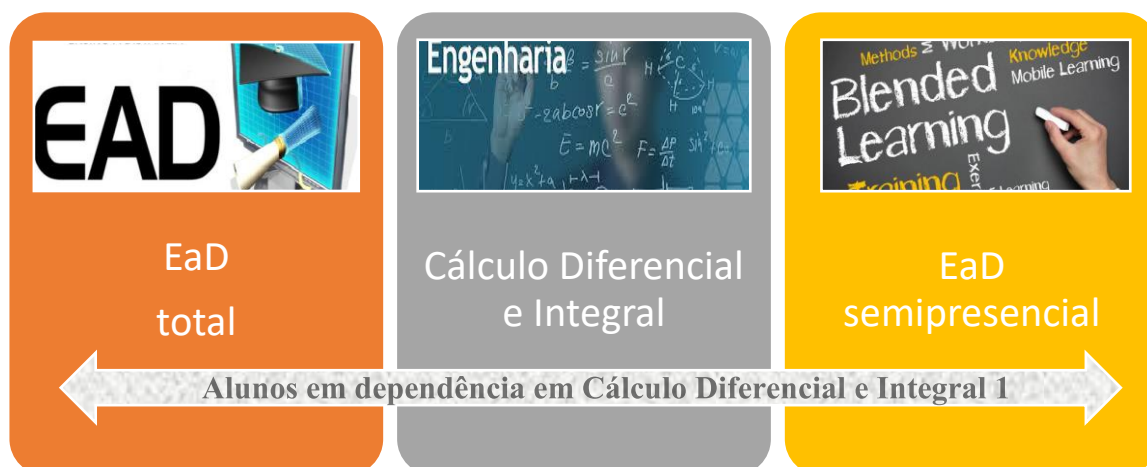 EAD
EaD
total
Engenharia
E = mc²
Cálculo Diferencial
e Integral
Methods
Knowledge
Mobile Learning
Blended
Learning
Training
EaD
semipresencial
Alunos em dependência em Cálculo Diferencial e Integral 1